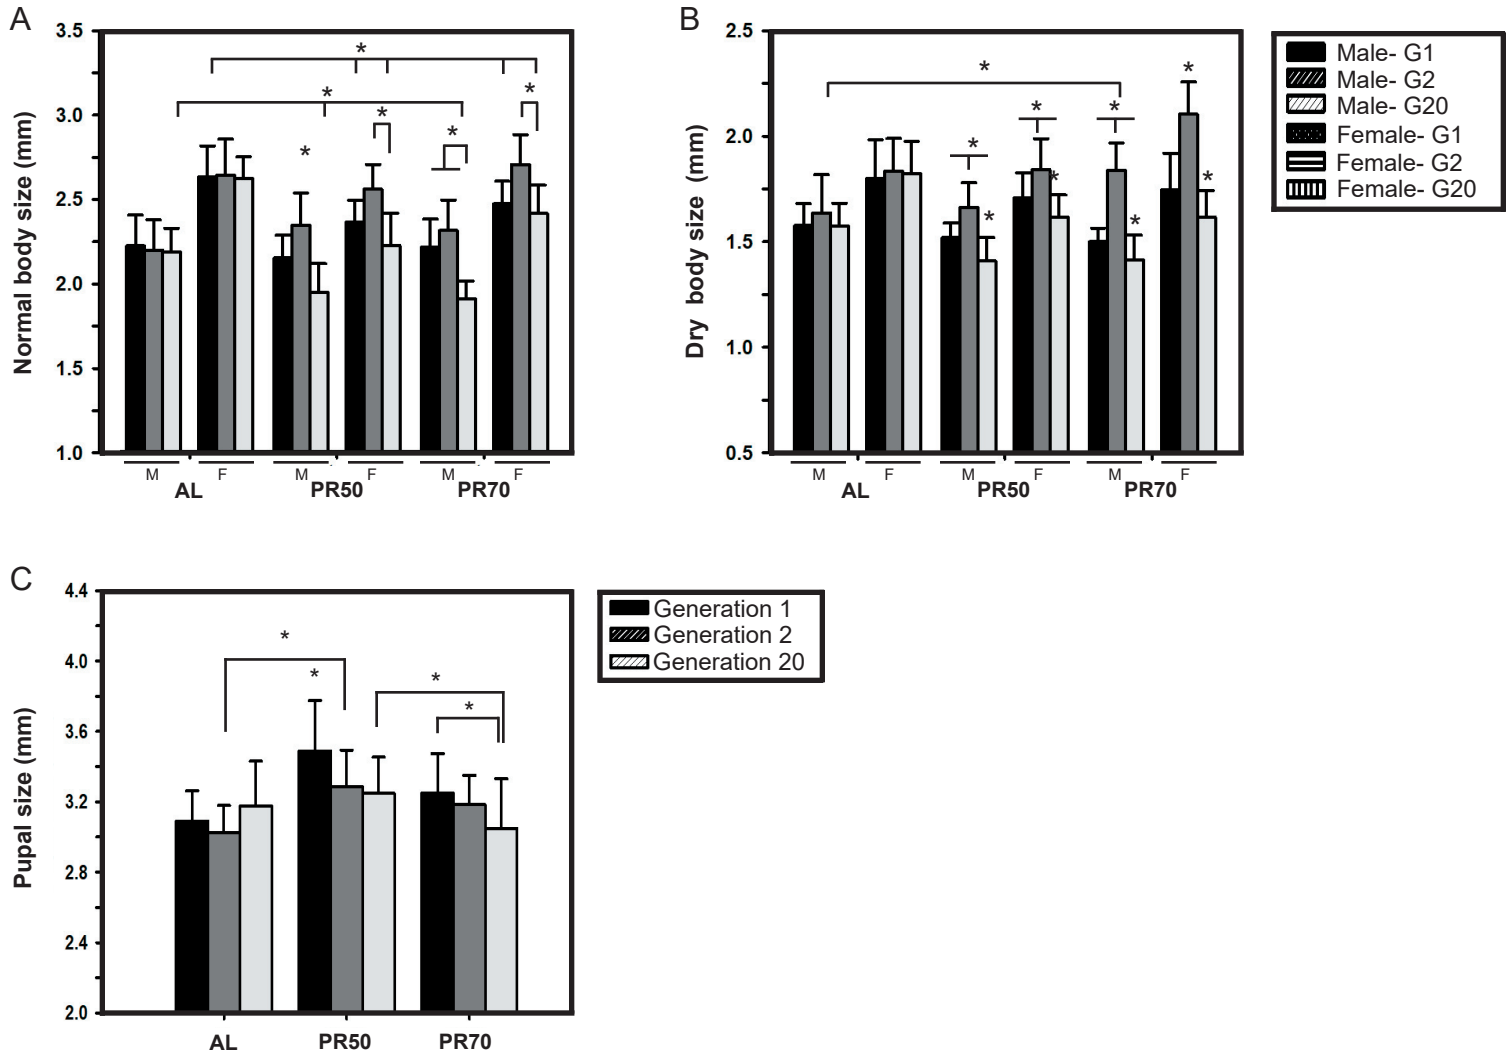 A
Normal body size (mm)
3.5
3.0
2.5
2.0
1.5
1.0
*
*
*
*
*
*
M F M F M F
AL PR50 PR70
B
Dry body size (mm)
2.5
2.0
1.5
1.0
0.5
*
*
*
*
*
*
*
*
*
M F M F M F
AL PR50 PR70
Male- G1
Male- G2
Male- G20
Female- G1
Female- G2
Female- G20
C
Pupal size (mm)
4.4
4.0
3.6
3.2
2.8
2.4
2.0
*
*
*
*
AL PR50 PR70
Generation 1
Generation 2
Generation 20